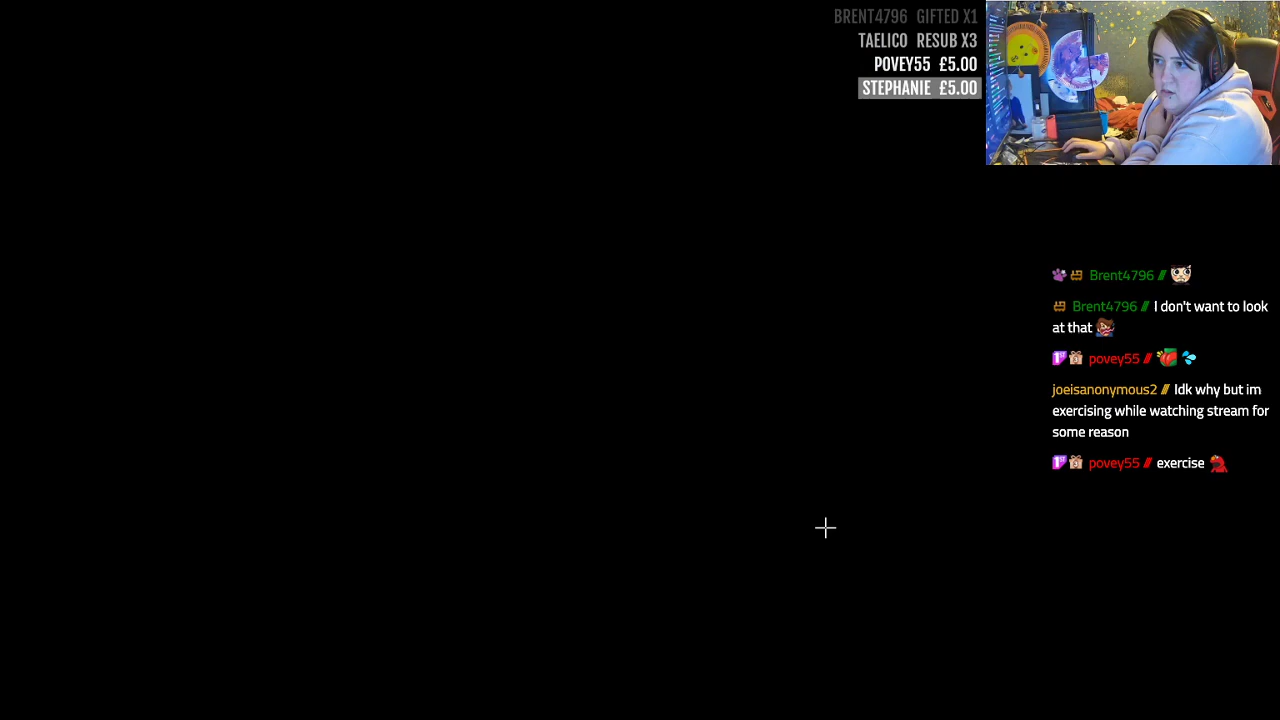 BRENT4796 GIFTED X1
TAELICO RESUB X3
POVEY55 £5.00
STEPHANIE £5.00
Brent4796 //
Brent4796 // I don't want to look
at that
povey55 //
joeisanonymous2 // Idk why but im
exercising while watching stream for
some reason
povey55 // exercise